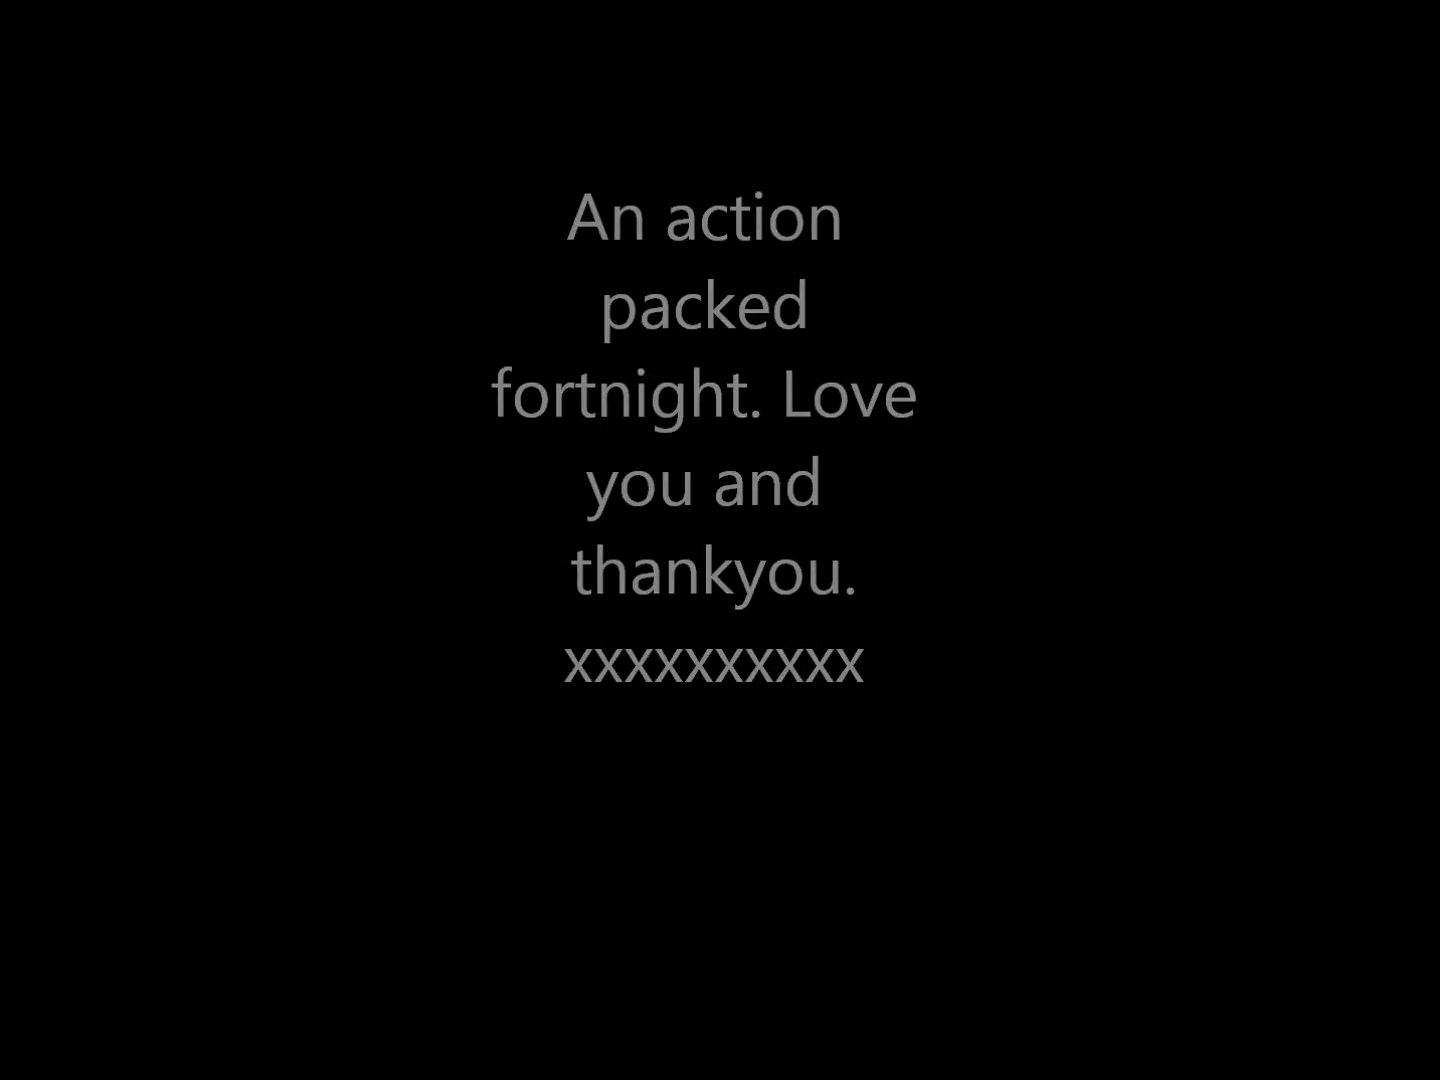 An action
packed
fortnight. Love
you and
thankyou.
xxxxxxxxxx